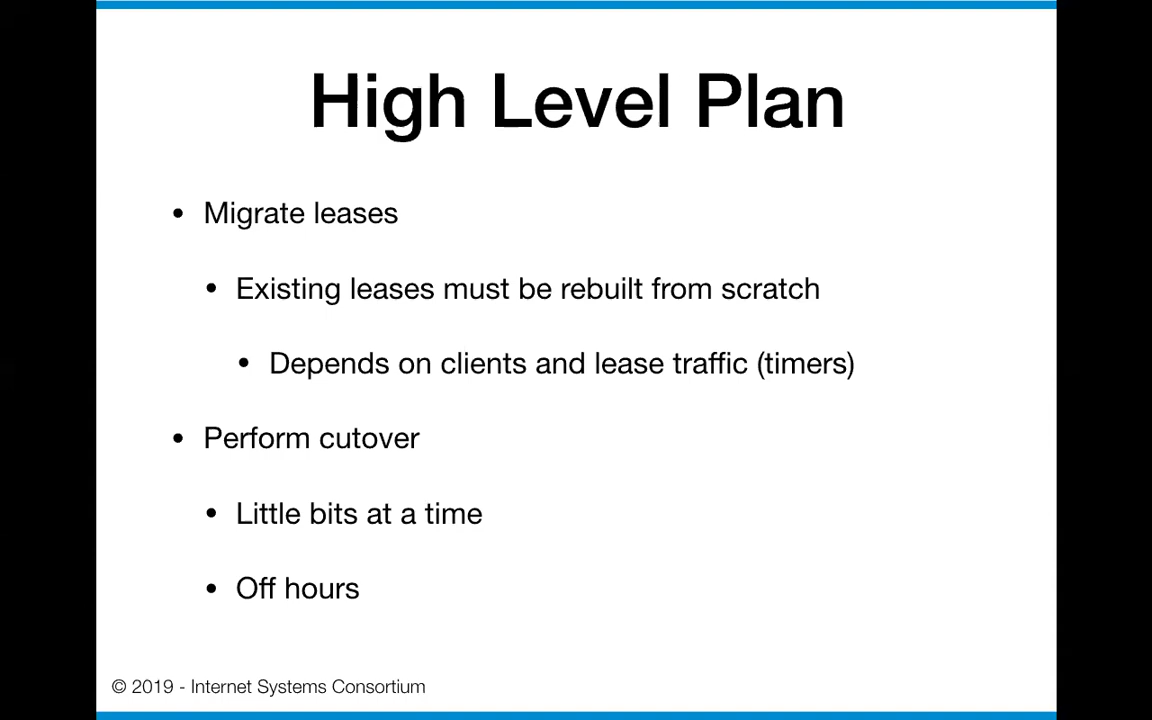 High Level Plan
• Migrate leases
• Existing leases must be rebuilt from scratch
• Depends on clients and lease traffic (timers)
• Perform cutover
• Little bits at a time
• Off hours
© 2019 - Internet Systems Consortium